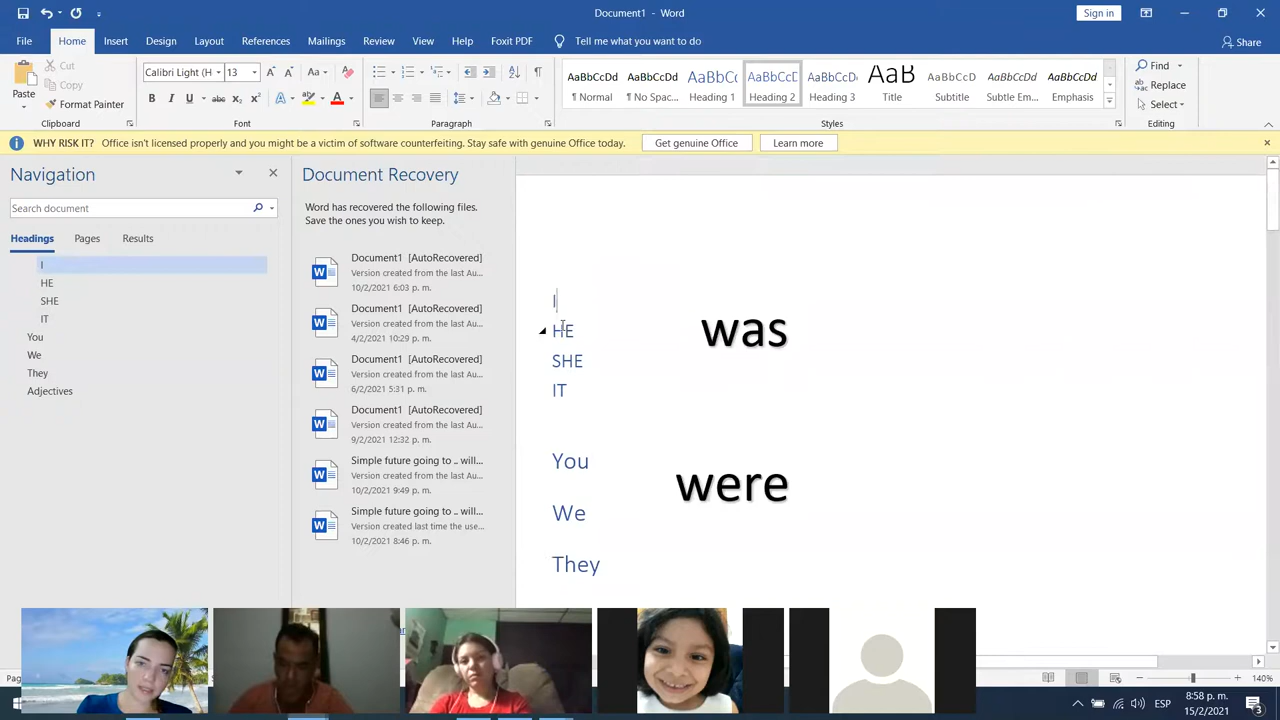 Document1 - Word
Sign in
File Home Insert Design Layout References Mailings Review View Help Foxit PDF Tell me what you want to do Share
Paste
Cut
Copy
Format Painter
Clipboard
Calibri Light (H 13
Font
Paragraph
AaBbCcDd ¶ Normal
AaBbCcDd ¶ No Spac...
AaBbCc Heading 1
AaBbCcD Heading 2
AaBbCcDd Heading 3
AaB Title
AaBbCcDd Subtitle
AaBbCcDd Subtle Em...
AaBbCcDd Emphasis
Styles
Find
Replace
Select
Editing
WHY RISK IT? Office isn't licensed properly and you might be a victim of software counterfeiting. Stay safe with genuine Office today. Get genuine Office Learn more
Navigation
Search document
Headings Pages Results
I
HE
SHE
IT
You
We
They
Adjectives
Document Recovery
Word has recovered the following files.
Save the ones you wish to keep.
Document1 [AutoRecovered]
Version created from the last Au...
10/2/2021 6:03 p. m.
Document1 [AutoRecovered]
Version created from the last Au...
4/2/2021 10:29 p. m.
Document1 [AutoRecovered]
Version created from the last Au...
6/2/2021 5:31 p. m.
Document1 [AutoRecovered]
Version created from the last Au...
9/2/2021 12:32 p. m.
Simple future going to .. will...
Version created from the last Au...
10/2/2021 9:49 p. m.
Simple future going to .. will...
Version created last time the use...
10/2/2021 8:46 p. m.
I
HE was
SHE
IT
You
were
We
They
140%
ESP
8:58 p. m.
15/2/2021
3